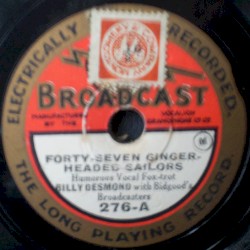 ELECTRICALLY RECORDED.
BROADCAST
MANUFACTURED
BY THE
VOCALION
GRAMOPHONE CO LTD
FORTY-SEVEN GINGER-
HEADED SAILORS
Humorous Vocal Fox-trot
BILLY DESMOND with Bidgood's
Broadcasters
276-A
THE LONG PLAYING RECORD